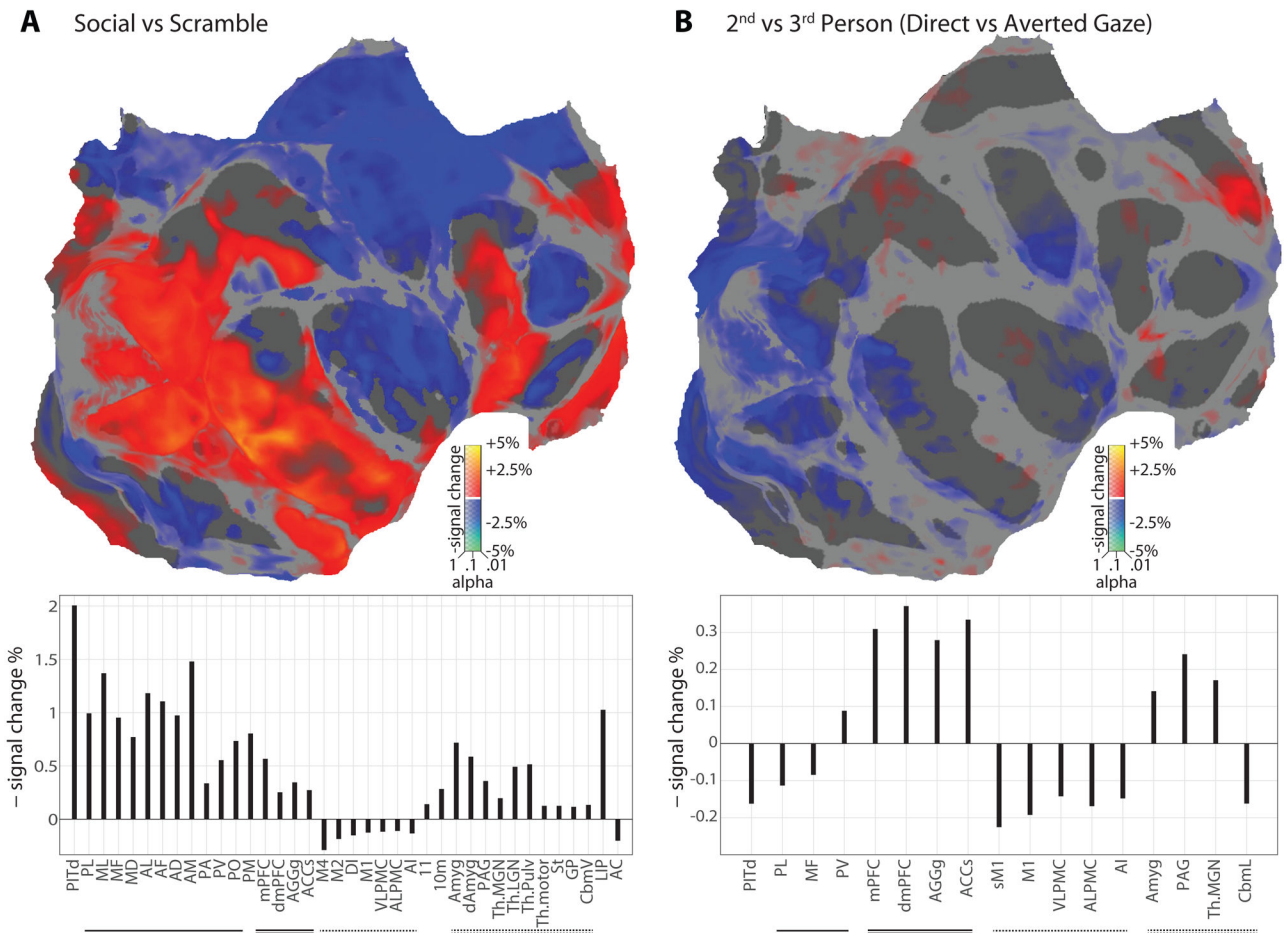 A Social vs Scramble
B 2nd vs 3rd Person (Direct vs Averted Gaze)
-signal change
+5%
+2.5%
-2.5%
-5%
1 .1 .01
alpha
-signal change
+5%
+2.5%
-2.5%
-5%
1 .1 .01
alpha
– signal change %
2
1.5
1
0.5
0
PITd
PL
ML
MF
MD
AL
AF
AD
AM
PA
PV
PO
PM
mPFC
dmPFC
AGGg
ACCs
M4
M2
DI
M1
VLPMC
ALPMC
AI
11
10m
Amyg
dAmyg
PAG
Th.MGN
Th.LGN
Th.Pulv
Th.motor
St
GP
CbmV
LIP
AC
– signal change %
0.3
0.2
0.1
0
-0.1
-0.2
PITd
PL
MF
PV
mPFC
dmPFC
AGGg
ACCs
sM1
M1
VLPMC
ALPMC
AI
Amyg
PAG
Th.MGN
CbmL